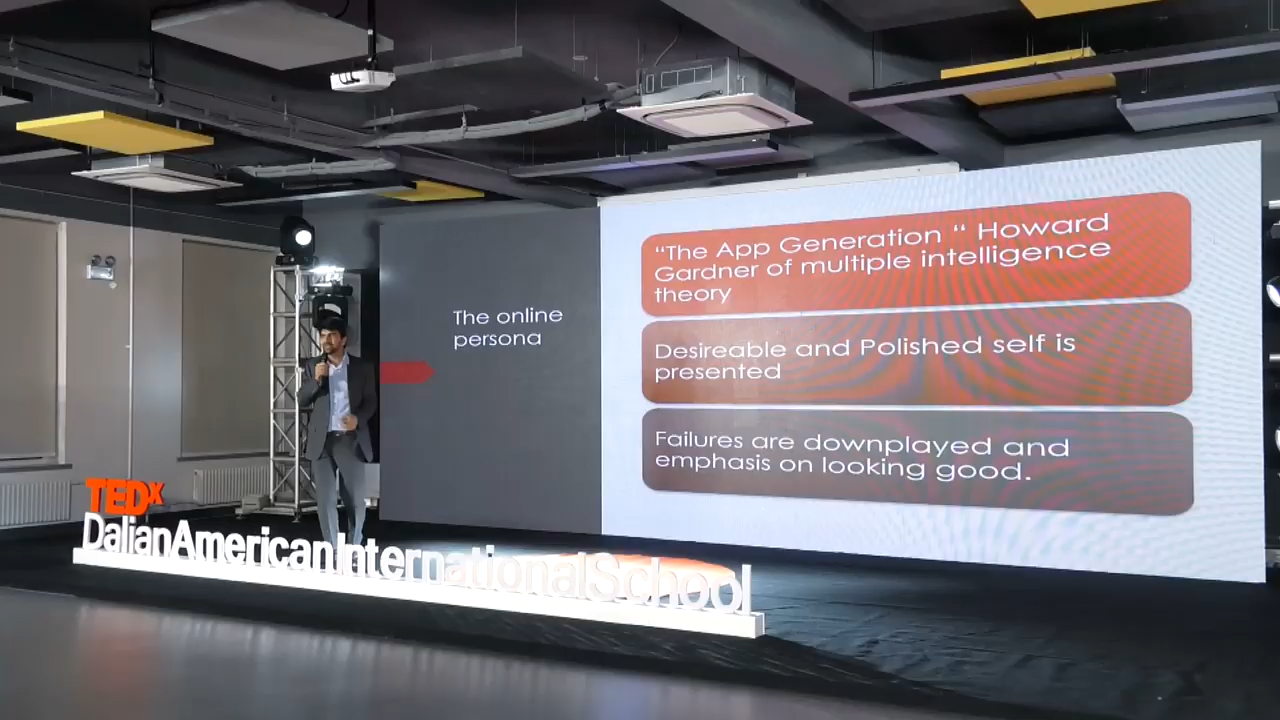 The online
persona
“The App Generation “ Howard
Gardner of multiple intelligence
theory
Desireable and Polished self is
presented
Failures are downplayed and
emphasis on looking good.
TEDx
DalianAmericanInternationalSchool